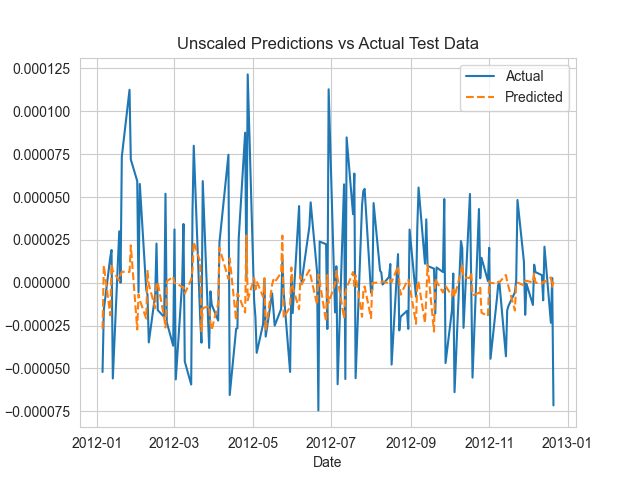 Unscaled Predictions vs Actual Test Data
0.000125
0.000100
0.000075
0.000050
0.000025
0.000000
−0.000025
−0.000050
−0.000075
Actual
Predicted
2012-01 2012-03 2012-05 2012-07 2012-09 2012-11 2013-01
Date